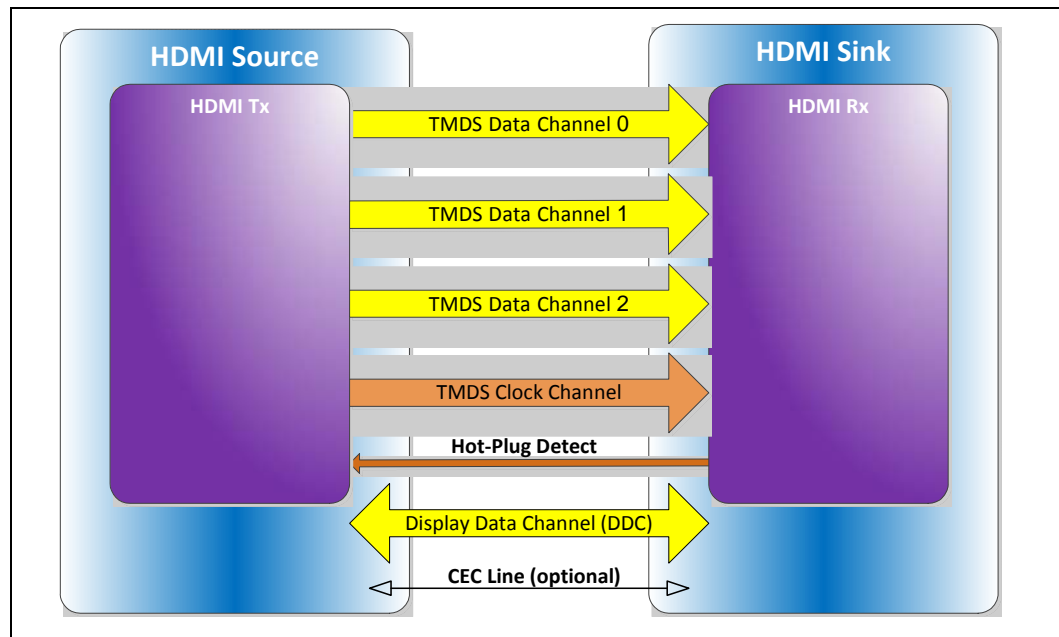 HDMI Source
HDMI Sink
HDMI Tx
HDMI Rx
TMDS Data Channel 0
TMDS Data Channel 1
TMDS Data Channel 2
TMDS Clock Channel
Hot-Plug Detect
Display Data Channel (DDC)
CEC Line (optional)